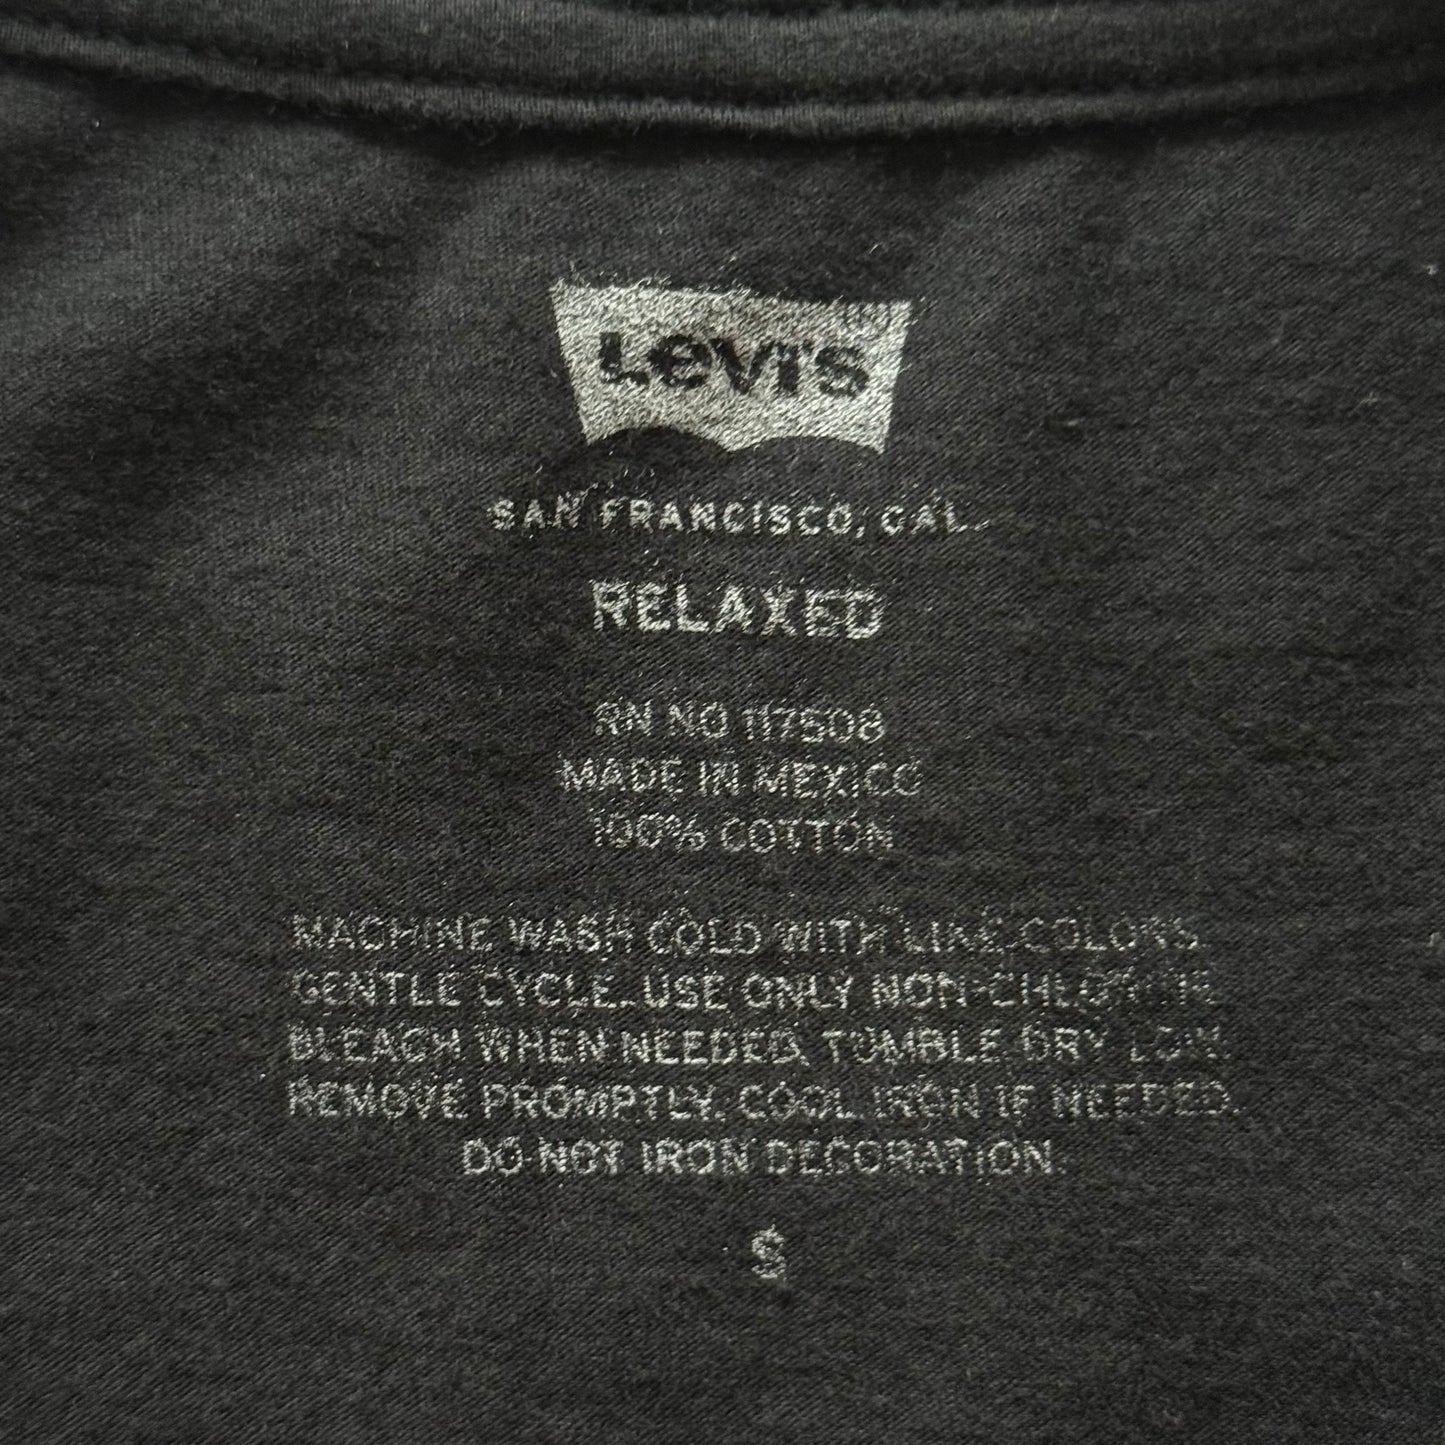 Levi's
SAN FRANCISCO, CAL.
RELAXED
RN NO 117508
MADE IN MEXICO
100% COTTON
MACHINE WASH COLD WITH LIKE COLORS.
GENTLE CYCLE. USE ONLY NON-CHLORINE
BLEACH WHEN NEEDED. TUMBLE DRY LOW.
REMOVE PROMPTLY. COOL IRON IF NEEDED.
DO NOT IRON DECORATION.
S